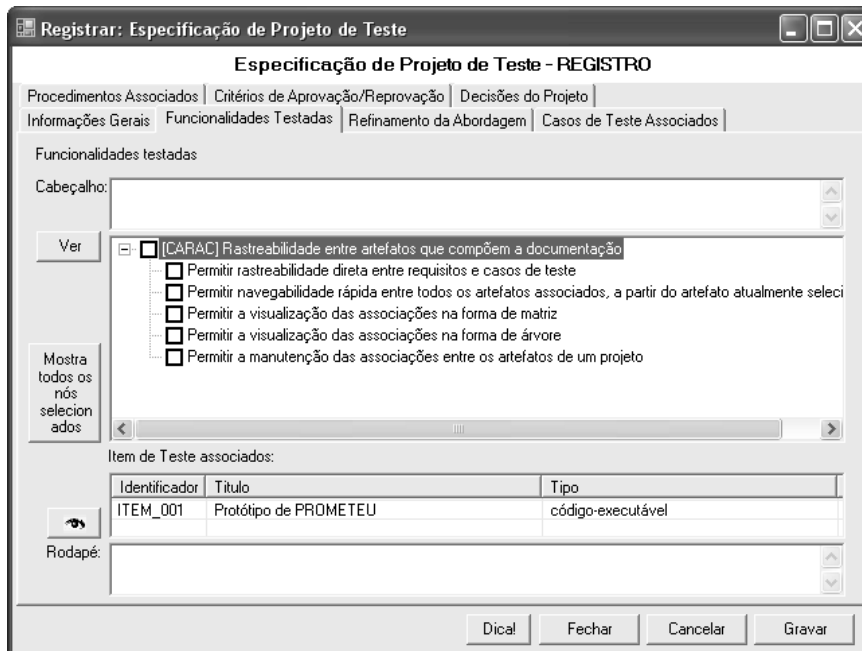 Registrar: Especificação de Projeto de Teste
Especificação de Projeto de Teste - REGISTRO
Procedimentos Associados Critérios de Aprovação/Reprovação Decisões do Projeto
Informações Gerais Funcionalidades Testadas Refinamento da Abordagem Casos de Teste Associados
Funcionalidades testadas
Cabeçalho:
Ver
[CARAC] Rastreabilidade entre artefatos que compõem a documentação
Permitir rastreabilidade direta entre requisitos e casos de teste
Permitir navegabilidade rápida entre todos os artefatos associados, a partir do artefato atualmente seleci
Permitir a visualização das associações na forma de matriz
Permitir a visualização das associações na forma de árvore
Permitir a manutenção das associações entre os artefatos de um projeto
Mostra
todos os
nós
selecion
ados
Item de Teste associados:
Identificador Titulo Tipo
ITEM_001 Protótipo de PROMETEU código-executável
Rodapé:
Dica! Fechar Cancelar Gravar